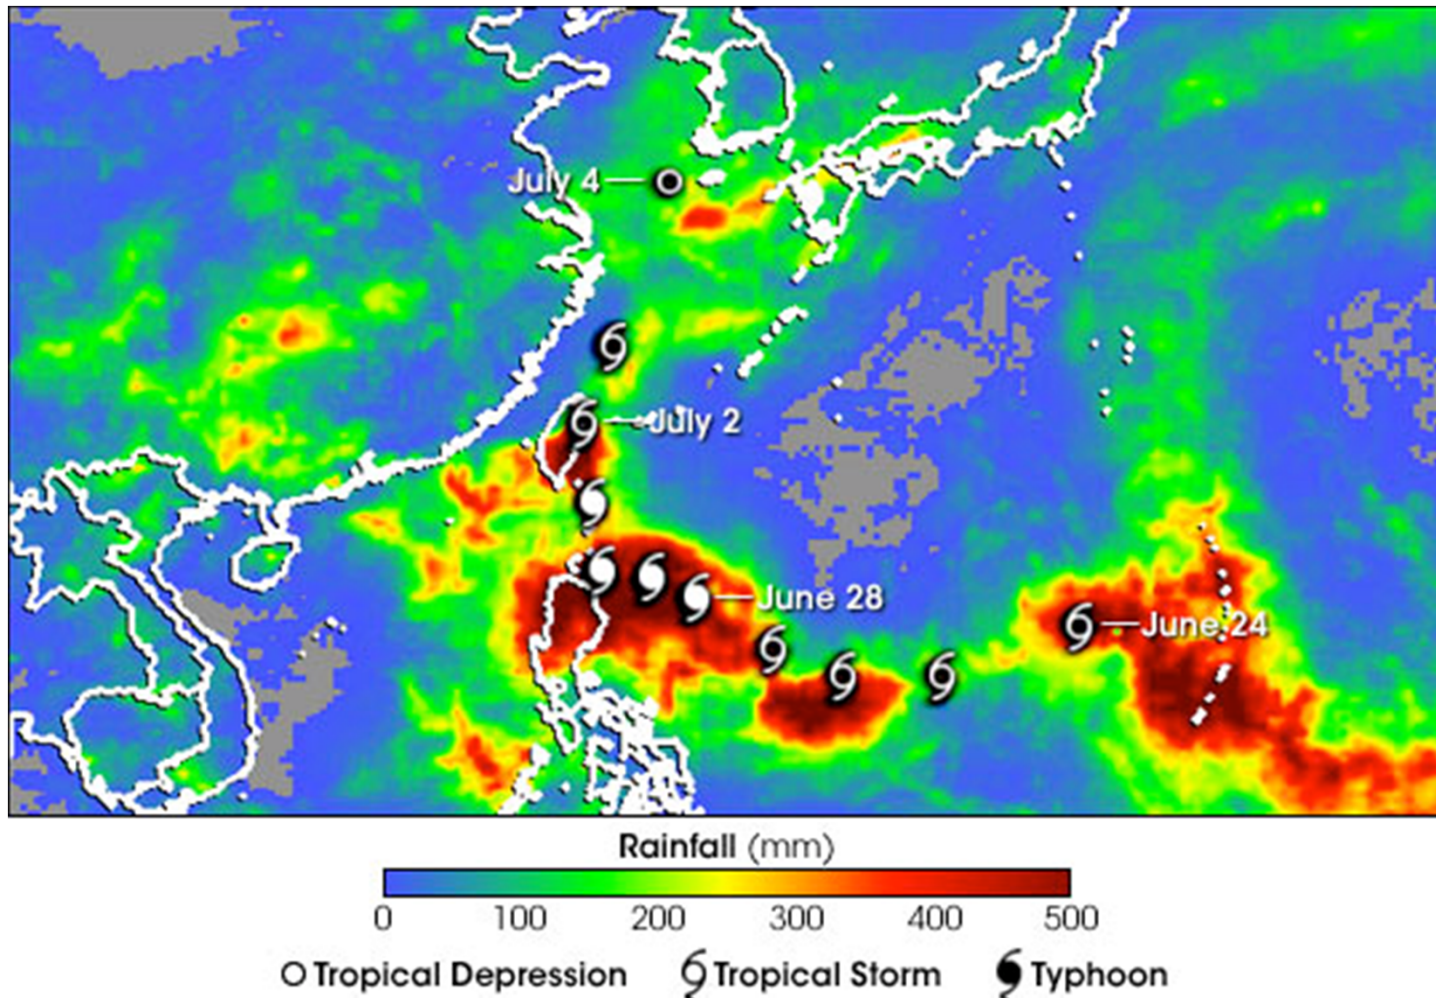 July 4
July 2
June 28
June 24
Rainfall (mm)
0 100 200 300 400 500
Tropical Depression Tropical Storm Typhoon